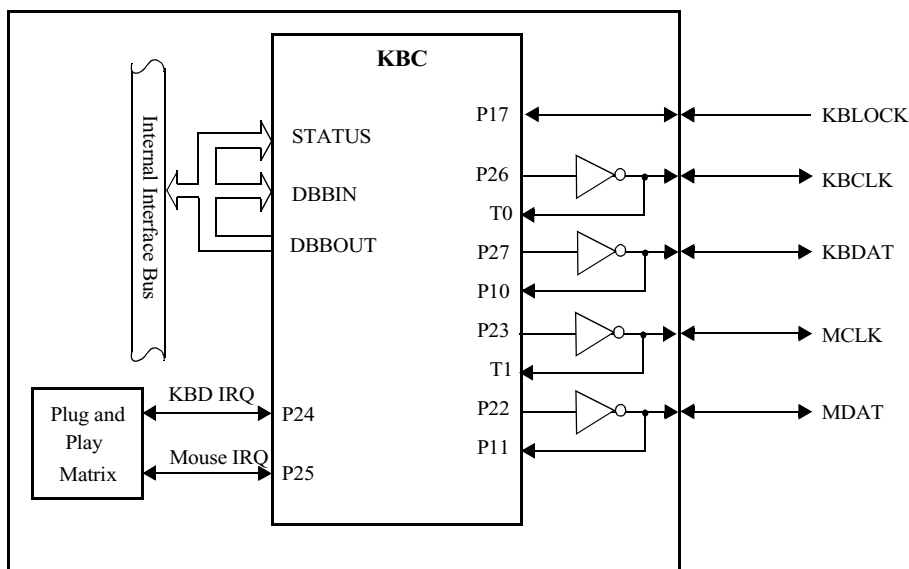 KBC
P17
KBLOCK
STATUS
P26
KBCLK
DBBIN
T0
DBBOUT
P27
KBDAT
P10
Internal Interface Bus
P23
MCLK
T1
KBD IRQ
P24
P22
MDAT
Plug and
Play
Matrix
Mouse IRQ
P25
P11